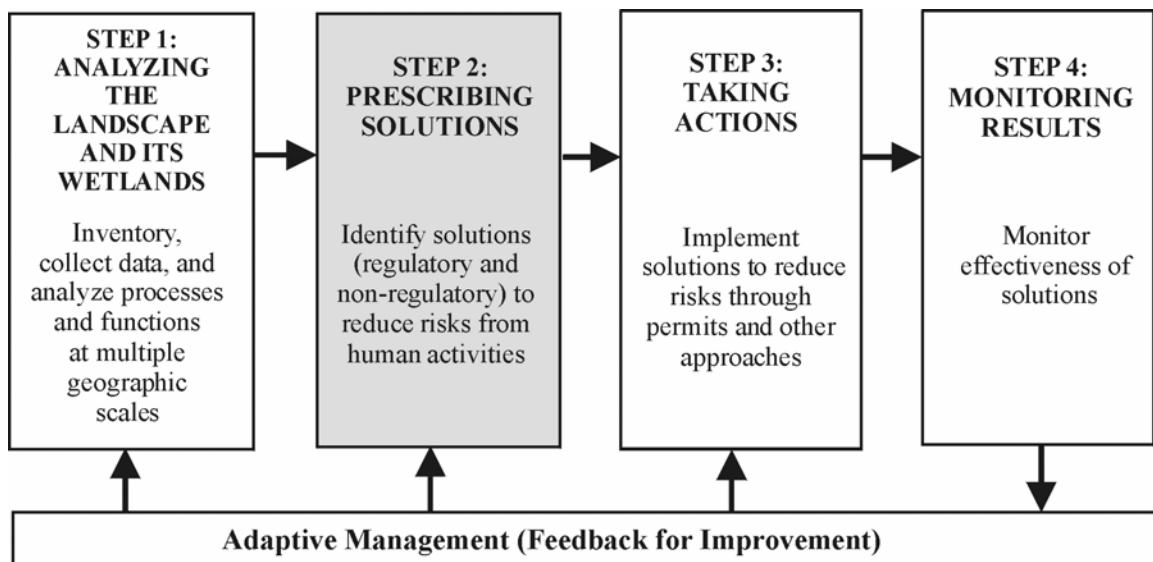 STEP 1:
ANALYZING
THE
LANDSCAPE
AND ITS
WETLANDS
Inventory,
collect data, and
analyze processes
and functions
at multiple
geographic
scales
STEP 2:
PRESCRIBING
SOLUTIONS
Identify solutions
(regulatory and
non-regulatory) to
reduce risks from
human activities
STEP 3:
TAKING
ACTIONS
Implement
solutions to reduce
risks through
permits and other
approaches
STEP 4:
MONITORING
RESULTS
Monitor
effectiveness of
solutions
Adaptive Management (Feedback for Improvement)